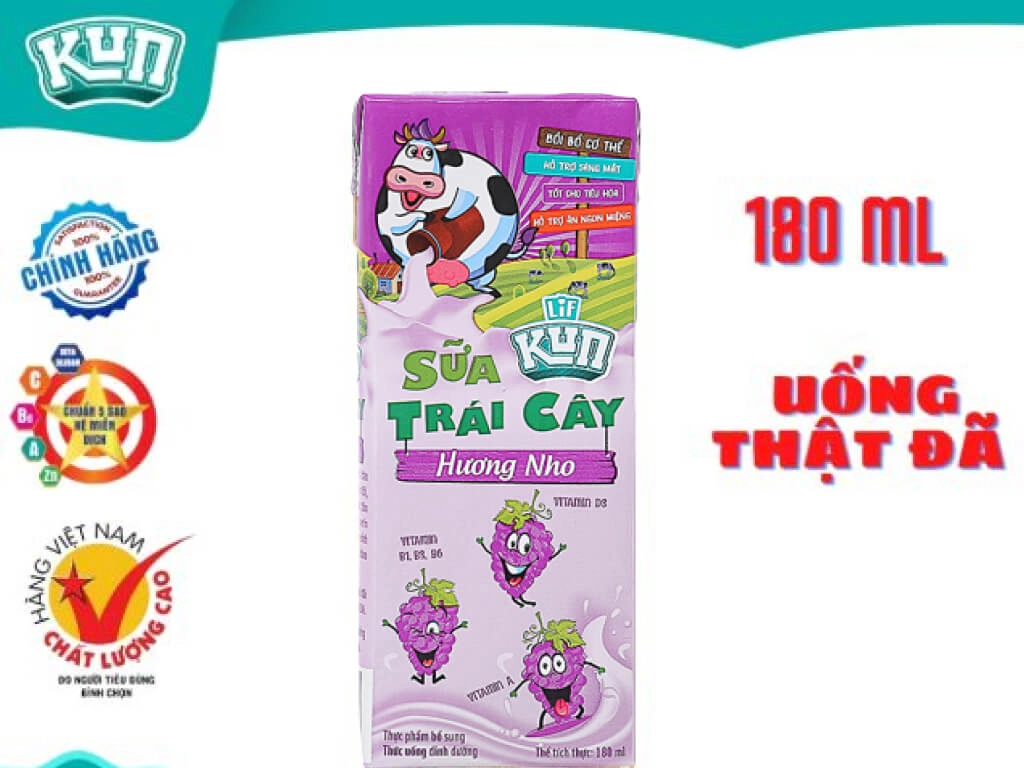 KUN
SATISFACTION
100%
CHÍNH HÃNG
100%
GUARANTEE
C
B6
A
Zn
CHUẨN 5 SAO
HỆ MIỄN
DỊCH
HÀNG VIỆT NAM
CHẤT LƯỢNG CAO
DO NGƯỜI TIÊU DÙNG
BÌNH CHỌN
BỒI BỔ CƠ THỂ
HỖ TRỢ SÁNG MẮT
TỐT CHO TIÊU HÓA
HỖ TRỢ ĂN NGON MIỆNG
LiF
KUN
SỮA
TRÁI CÂY
Hương Nho
VITAMIN D3
VITAMIN
B1, B3, B6
VITAMIN A
Thực phẩm bổ sung
Thức uống dinh dưỡng
Thể tích thực: 180 ml
180 ML
UỐNG
THẬT ĐÃ